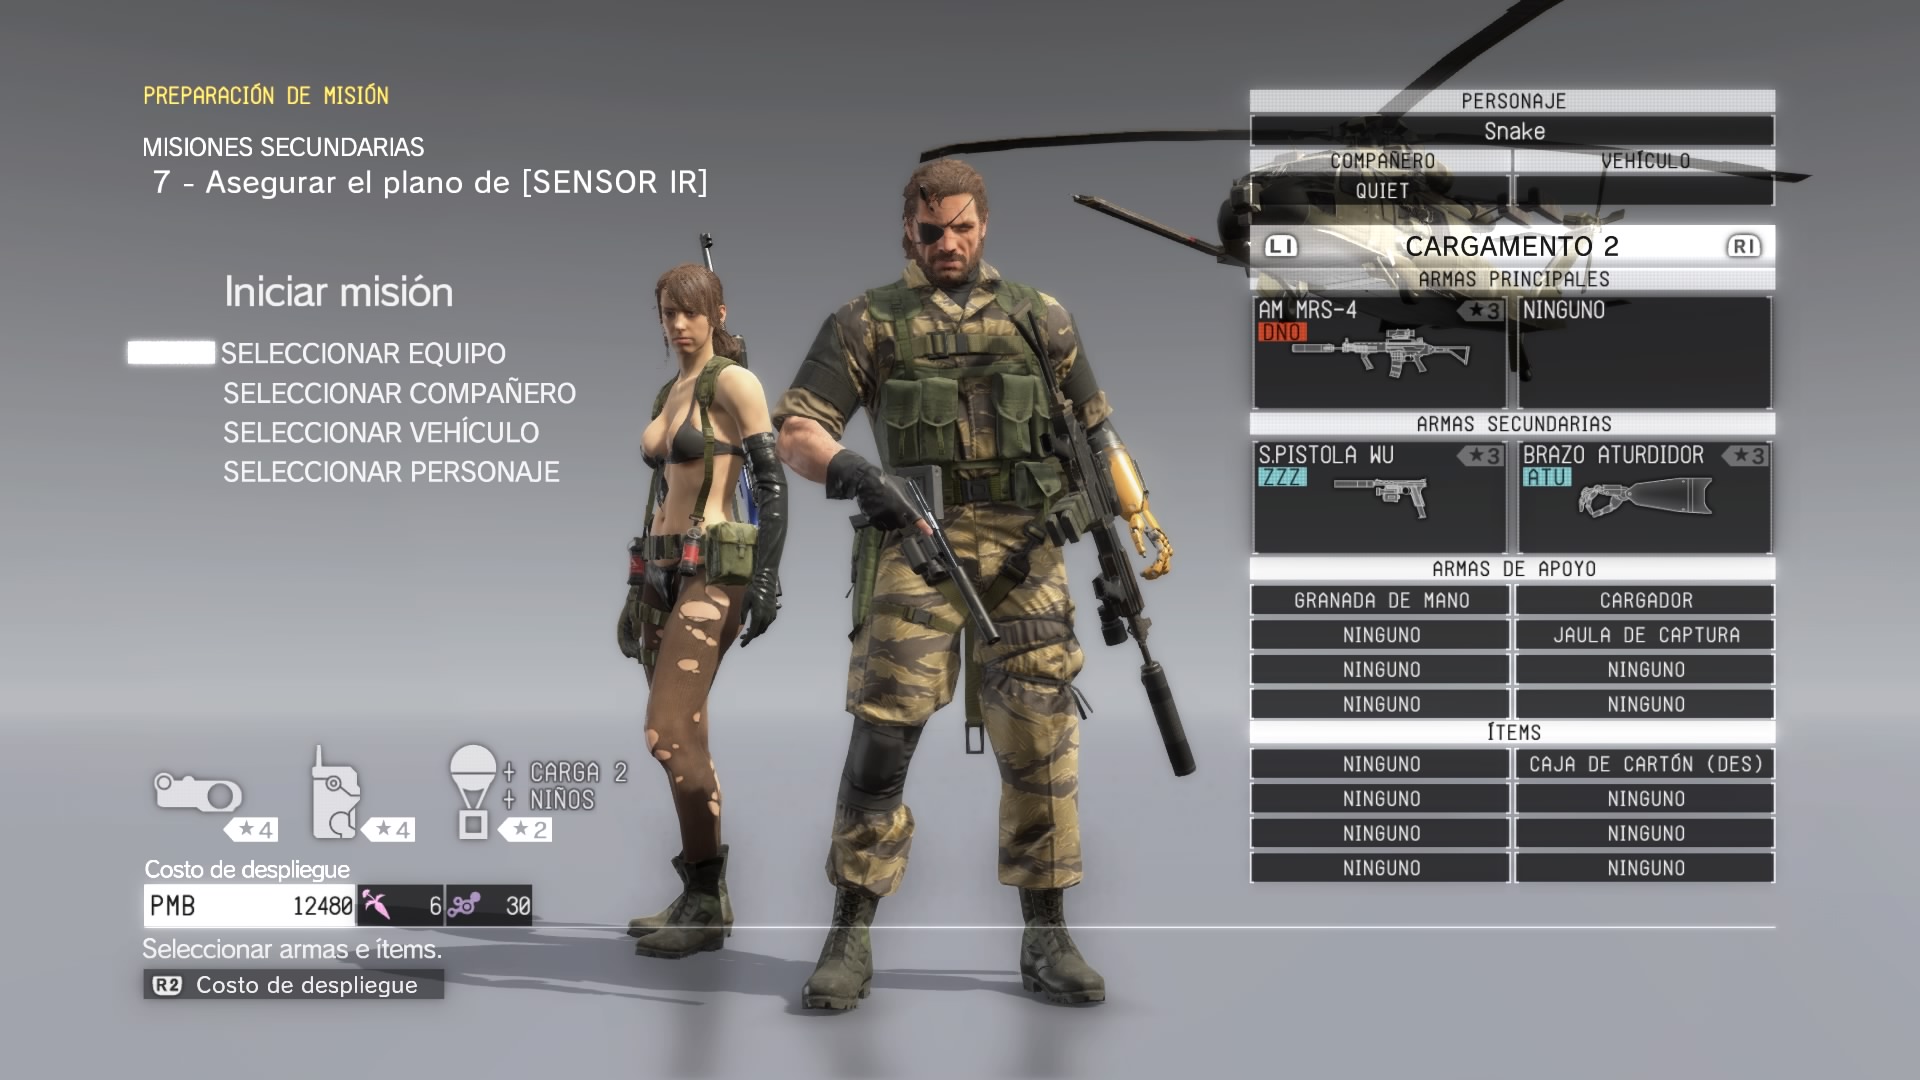 PREPARACIÓN DE MISIÓN
MISIONES SECUNDARIAS
7 - Asegurar el plano de [SENSOR IR]
Iniciar misión
SELECCIONAR EQUIPO
SELECCIONAR COMPAÑERO
SELECCIONAR VEHÍCULO
SELECCIONAR PERSONAJE
+ CARGA 2
+ NIÑOS
★4
★4
★2
Costo de despliegue
PMB 12480 6 30
Seleccionar armas e ítems.
R2 Costo de despliegue
PERSONAJE
Snake
COMPAÑERO VEHÍCULO
QUIET
L1 CARGAMENTO 2 R1
ARMAS PRINCIPALES
AM MRS-4 ★3 NINGUNO
DNO
ARMAS SECUNDARIAS
S.PISTOLA WU ★3 BRAZO ATURDIDOR ★3
ZZZ ATU
ARMAS DE APOYO
GRANADA DE MANO CARGADOR
NINGUNO JAULA DE CAPTURA
NINGUNO NINGUNO
NINGUNO NINGUNO
ÍTEMS
NINGUNO CAJA DE CARTÓN (DES)
NINGUNO NINGUNO
NINGUNO NINGUNO
NINGUNO NINGUNO